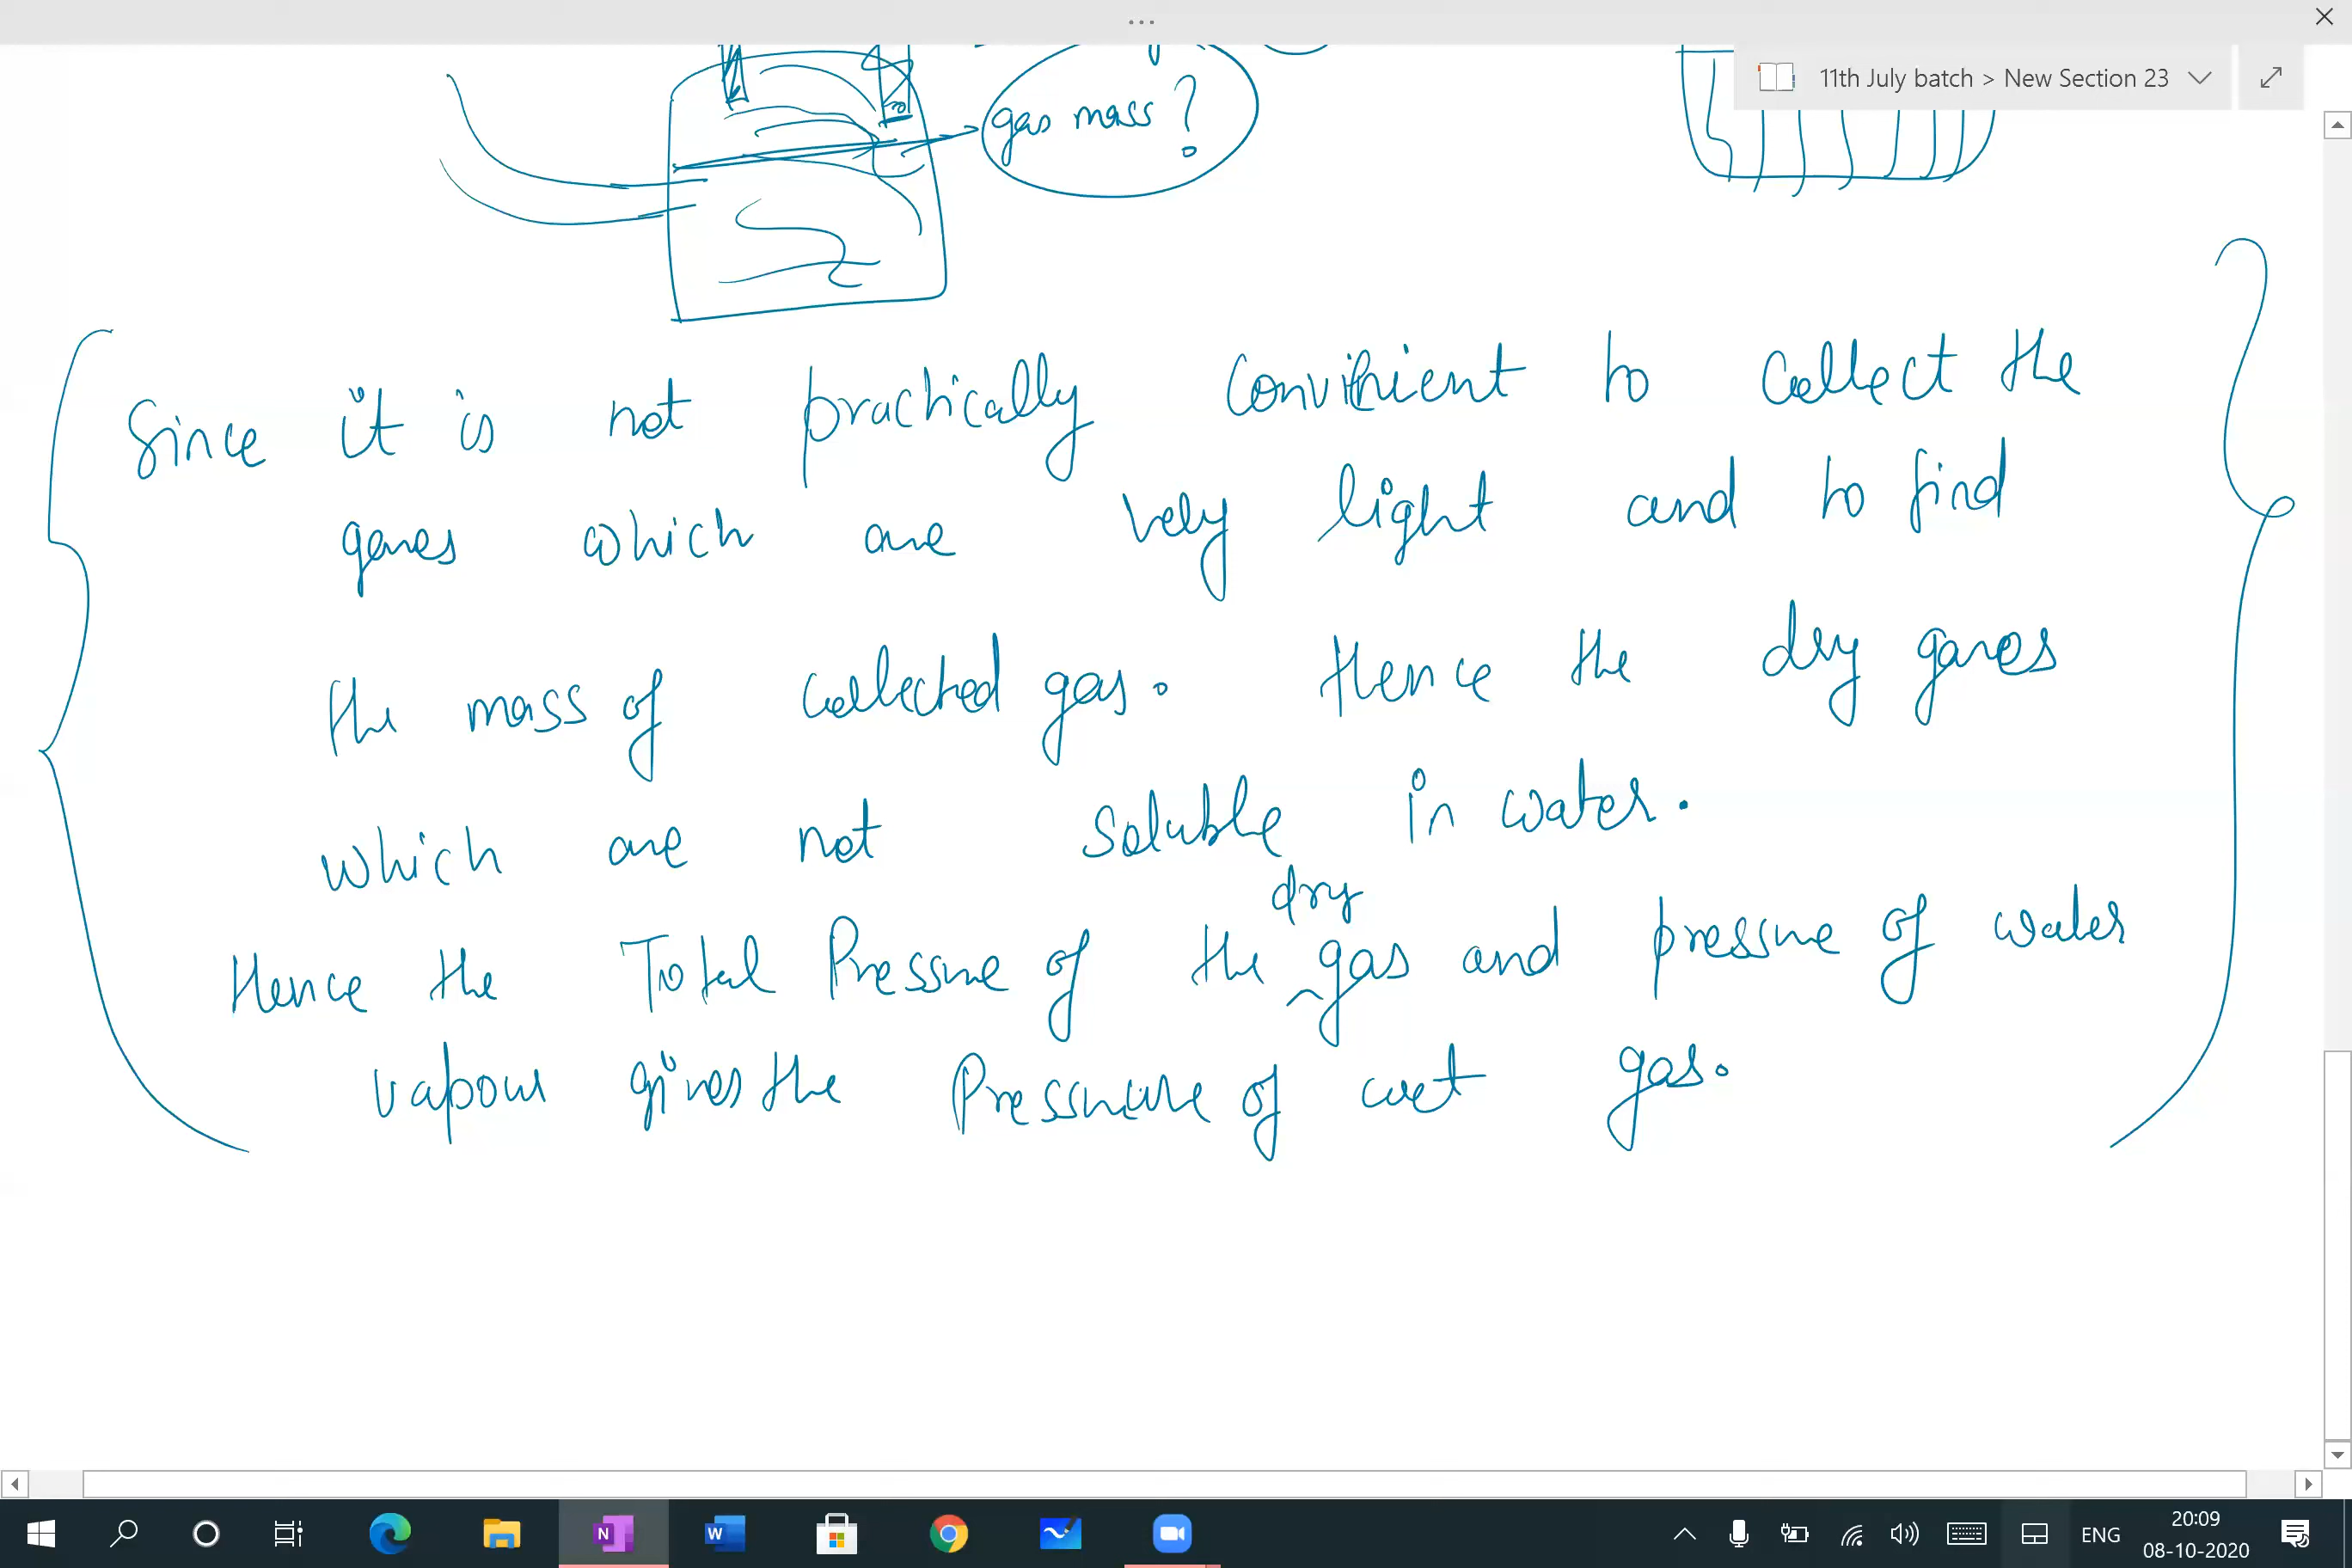 ...
11th July batch > New Section 23
gas mass ?
Since it is not practically convinient to collect the
gases which are very light and to find
the mass of collected gas. Hence the dry gases
which are not soluble in water.
dry
Hence the Total Pressure of the gas and pressure of water
vapour gives the Pressure of wet gas.
N
W
ENG
20:09
08-10-2020